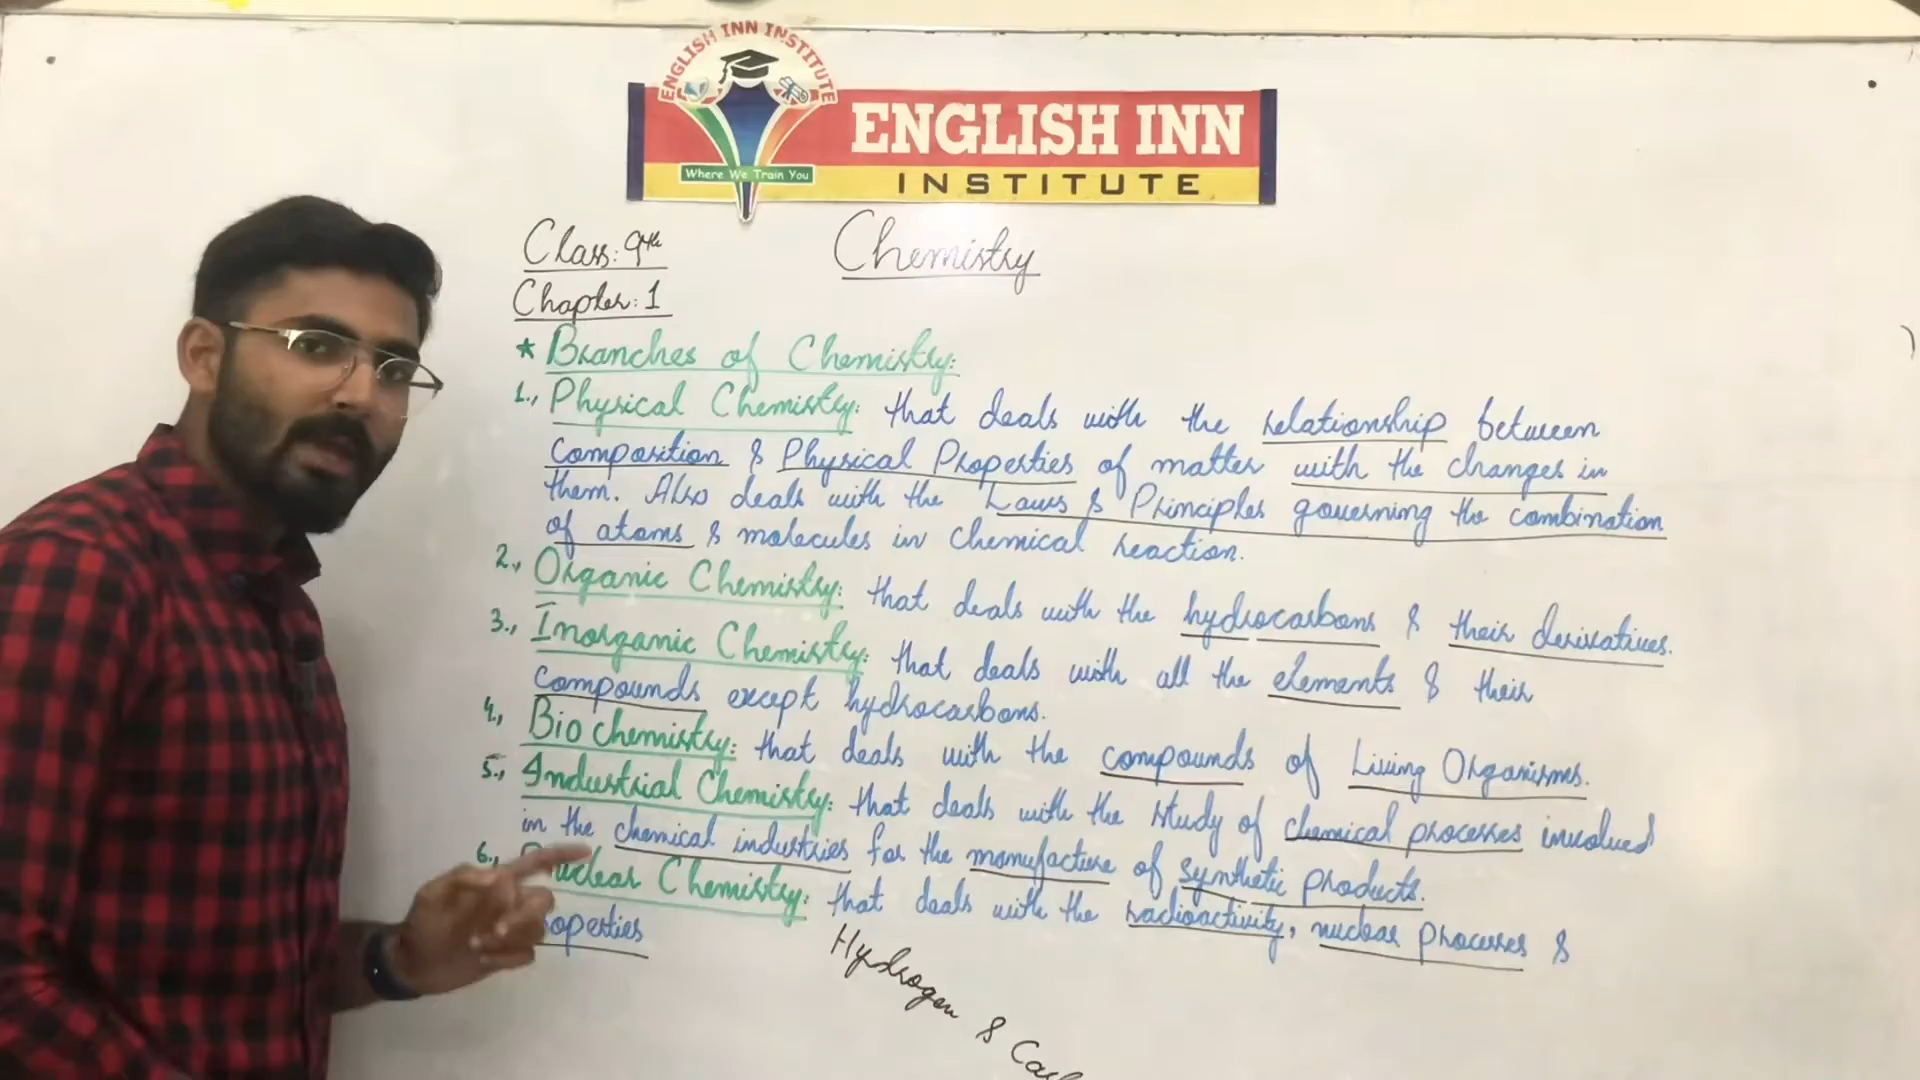 ENGLISH INN INSTITUTE
Where We Train You
ENGLISH INN
INSTITUTE
Class: 9th
Chemistry
Chapter: 1
* Branches of Chemistry:
1., Physical Chemistry: that deals with the relationship between
composition & Physical Properties of matter with the changes in
them. Also deals with the Laws & Principles governing the combination
of atoms & molecules in chemical reaction.
2., Organic Chemistry: that deals with the hydrocarbons & their derivatives.
3., Inorganic Chemistry: that deals with all the elements & their
compounds except hydrocarbons.
4., Bio chemistry: that deals with the compounds of Living Organisms.
5., Industrial Chemistry: that deals with the study of chemical processes involved
in the chemical industries for the manufacture of synthetic products.
6., Chemistry: that deals with the radioactivity, nuclear processes &
Hydrogen &